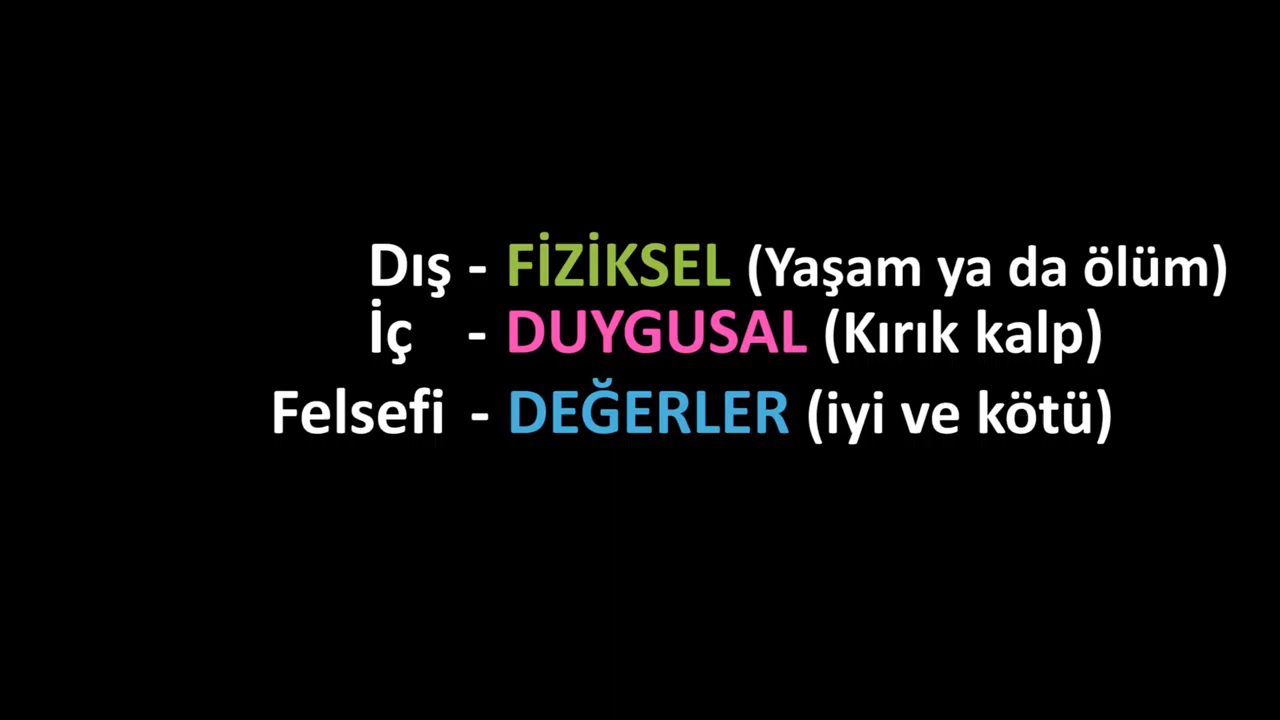 Dış - FİZİKSEL (Yaşam ya da ölüm)
İç - DUYGUSAL (Kırık kalp)
Felsefi - DEĞERLER (iyi ve kötü)